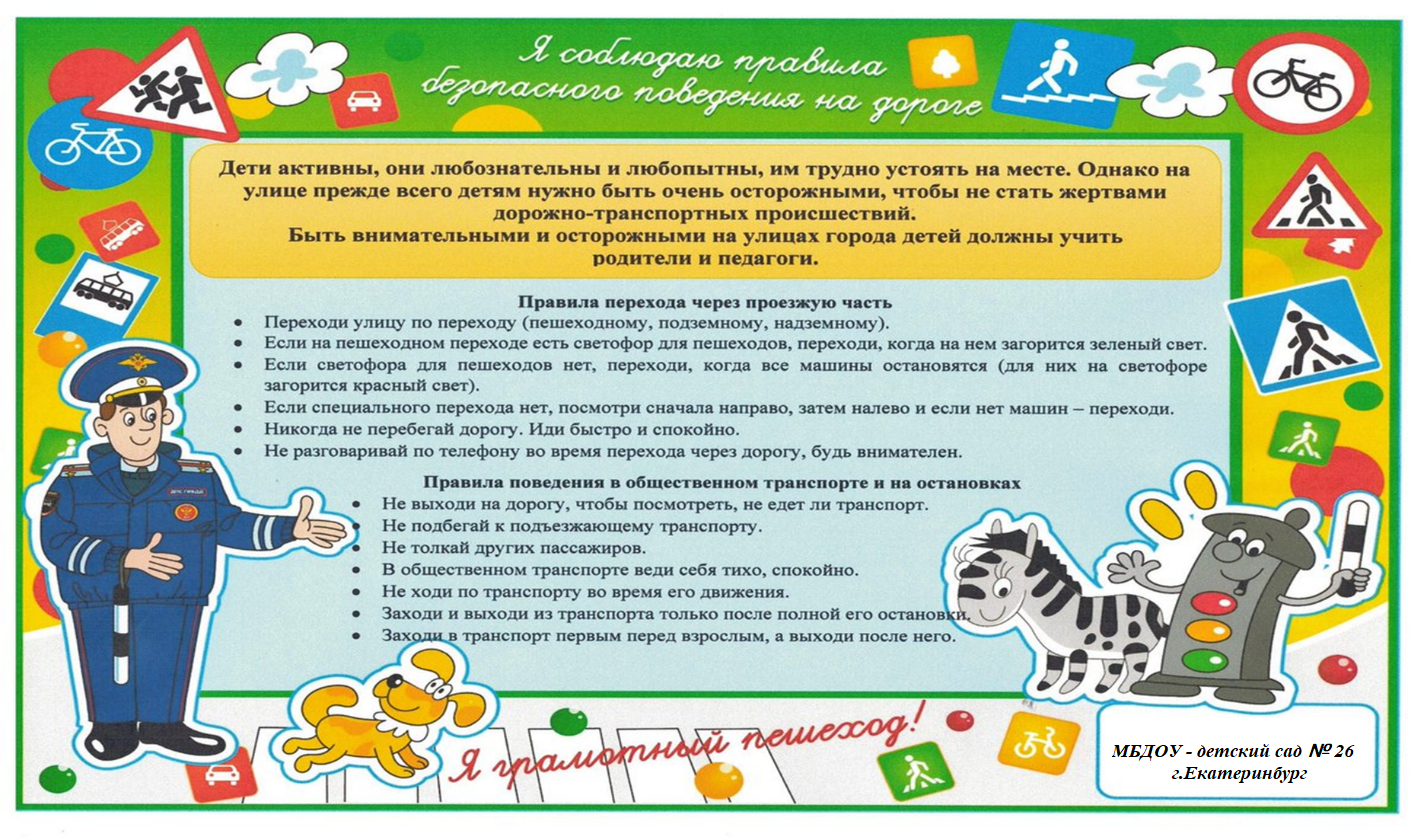 Я соблюдаю правила
безопасного поведения на дороге
Дети активны, они любознательны и любопытны, им трудно устоять на месте. Однако на
улице прежде всего детям нужно быть очень осторожными, чтобы не стать жертвами
дорожно-транспортных происшествий.
Быть внимательными и осторожными на улицах города детей должны учить
родители и педагоги.
Правила перехода через проезжую часть
• Переходи улицу по переходу (пешеходному, подземному, надземному).
• Если на пешеходном переходе есть светофор для пешеходов, переходи, когда на нем загорится зеленый свет.
• Если светофора для пешеходов нет, переходи, когда все машины остановятся (для них на светофоре
загорится красный свет).
• Если специального перехода нет, посмотри сначала направо, затем налево и если нет машин – переходи.
• Никогда не перебегай дорогу. Иди быстро и спокойно.
• Не разговаривай по телефону во время перехода через дорогу, будь внимателен.
Правила поведения в общественном транспорте и на остановках
• Не выходи на дорогу, чтобы посмотреть, не едет ли транспорт.
• Не подбегай к подъезжающему транспорту.
• Не толкай других пассажиров.
• В общественном транспорте веди себя тихо, спокойно.
• Не ходи по транспорту во время его движения.
• Заходи и выходи из транспорта только после полной его остановки.
• Заходи в транспорт первым перед взрослым, а выходи после него.
Я грамотный пешеход!
МБДОУ - детский сад № 26
г.Екатеринбург